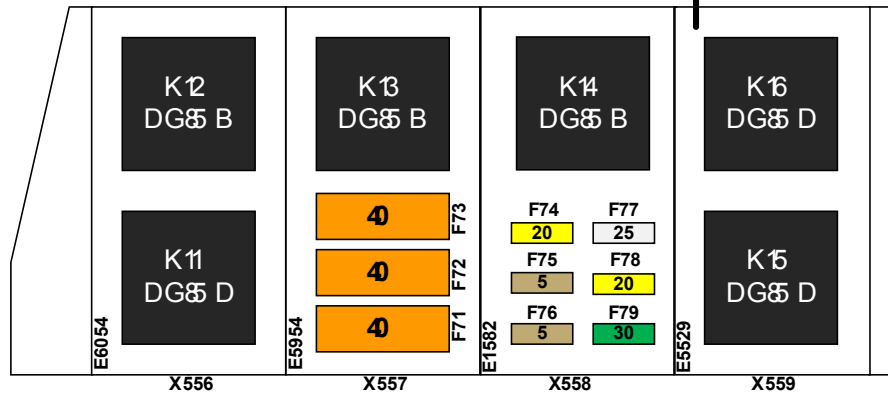 K12
DG85 B
K13
DG85 B
K14
DG85 B
K16
DG85 D
K11
DG85 D
40
F73
40
F72
40
F71
F74
20
F77
25
F75
5
F78
20
F76
5
F79
30
K15
DG85 D
E6054
E5954
E1582
E5529
X556
X557
X558
X559